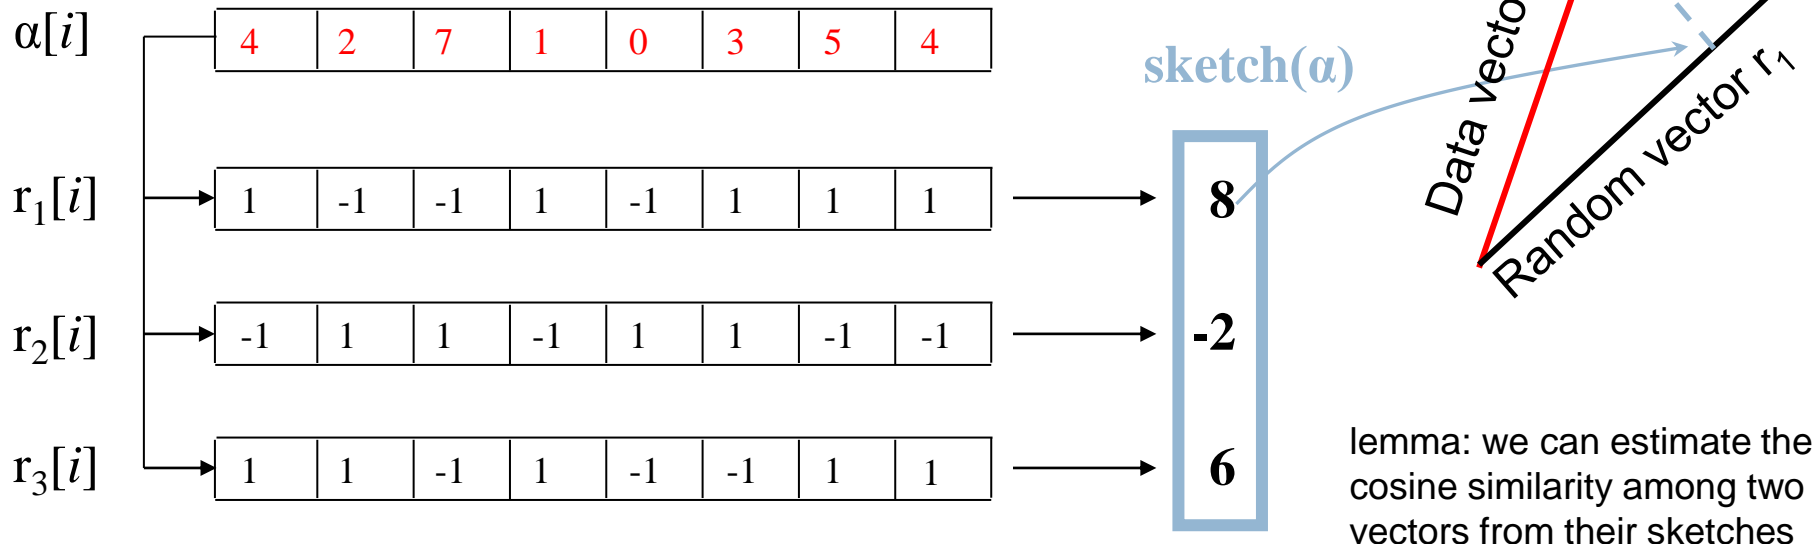 α[i] 4 2 7 1 0 3 5 4
sketch(α)
r₁[i] 1 -1 -1 1 -1 1 1 1 8
r₂[i] -1 1 1 -1 1 1 -1 -1 -2
r₃[i] 1 1 -1 1 -1 -1 1 1 6
Data
Random vector r₁
lemma: we can estimate the
cosine similarity among two
vectors from their sketches